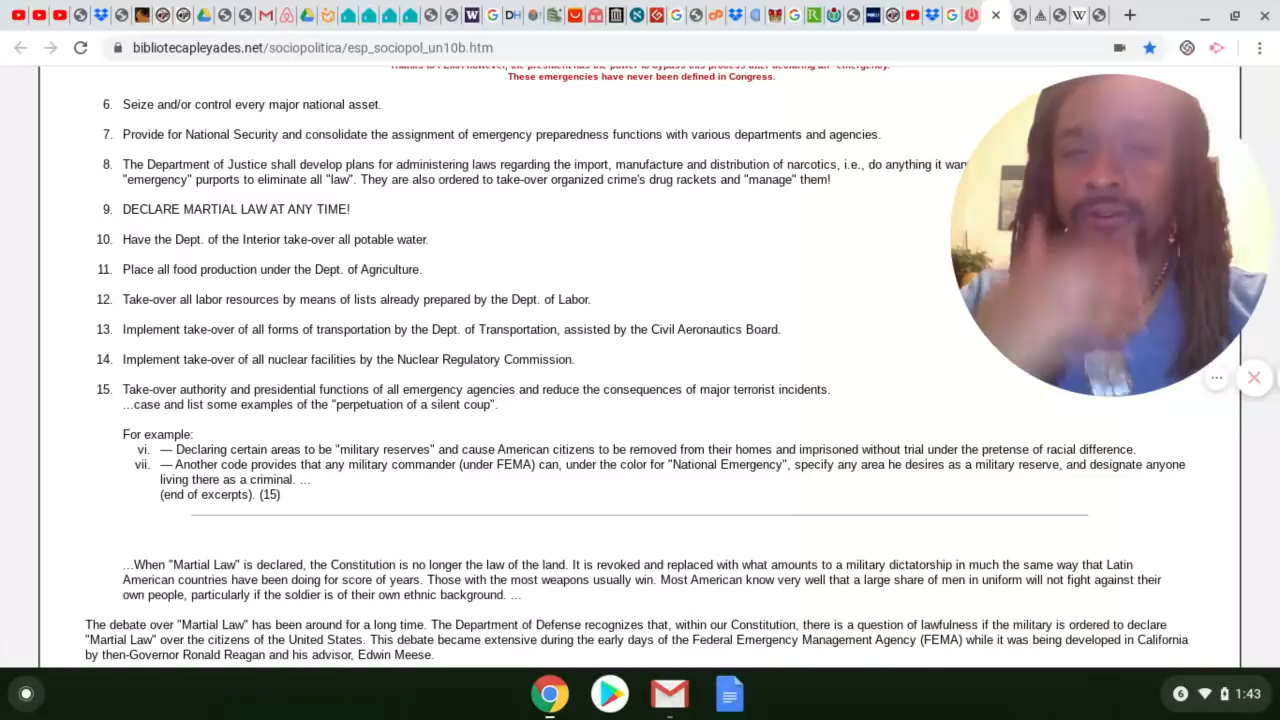 bibliotecapleyades.net/sociopolitica/esp_sociopol_un10b.htm
Thanks to FEMA however, the president has the power to bypass this process after declaring an "emergency."
These emergencies have never been defined in Congress.
6. Seize and/or control every major national asset.
7. Provide for National Security and consolidate the assignment of emergency preparedness functions with various departments and agencies.
8. The Department of Justice shall develop plans for administering laws regarding the import, manufacture and distribution of narcotics, i.e., do anything it
"emergency" purports to eliminate all "law". They are also ordered to take-over organized crime's drug rackets and "manage" them!
9. DECLARE MARTIAL LAW AT ANY TIME!
10. Have the Dept. of the Interior take-over all potable water.
11. Place all food production under the Dept. of Agriculture.
12. Take-over all labor resources by means of lists already prepared by the Dept. of Labor.
13. Implement take-over of all forms of transportation by the Dept. of Transportation, assisted by the Civil Aeronautics Board.
14. Implement take-over of all nuclear facilities by the Nuclear Regulatory Commission.
15. Take-over authority and presidential functions of all emergency agencies and reduce the consequences of major terrorist incidents.
...case and list some examples of the "perpetuation of a silent coup".
For example:
vi. — Declaring certain areas to be "military reserves" and cause American citizens to be removed from their homes and imprisoned without trial under the pretense of racial difference.
vii. — Another code provides that any military commander (under FEMA) can, under the color for "National Emergency", specify any area he desires as a military reserve, and designate anyone
living there as a criminal. ...
(end of excerpts). (15)
...When "Martial Law" is declared, the Constitution is no longer the law of the land. It is revoked and replaced with what amounts to a military dictatorship in much the same way that Latin
American countries have been doing for score of years. Those with the most weapons usually win. Most American know very well that a large share of men in uniform will not fight against their
own people, particularly if the soldier is of their own ethnic background. ...
The debate over "Martial Law" has been around for a long time. The Department of Defense recognizes that, within our Constitution, there is a question of lawfulness if the military is ordered to declare
"Martial Law" over the citizens of the United States. This debate became extensive during the early days of the Federal Emergency Management Agency (FEMA) while it was being developed in California
by then-Governor Ronald Reagan and his advisor, Edwin Meese.
6 1:43